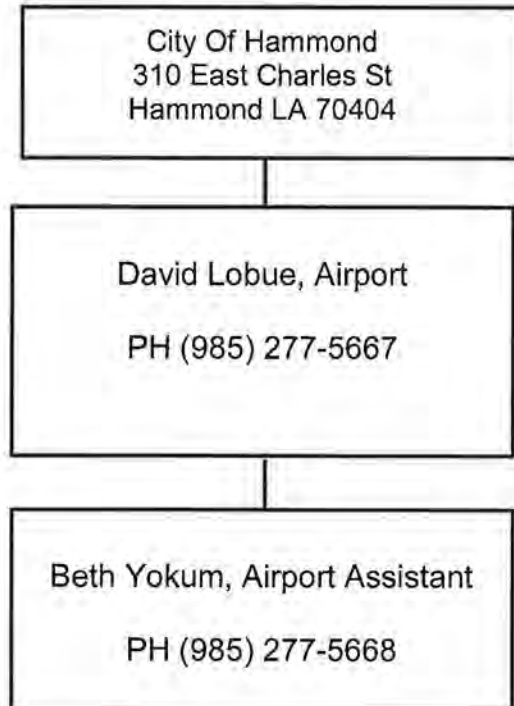 City Of Hammond
310 East Charles St
Hammond LA 70404
David Lobue, Airport
PH (985) 277-5667
Beth Yokum, Airport Assistant
PH (985) 277-5668